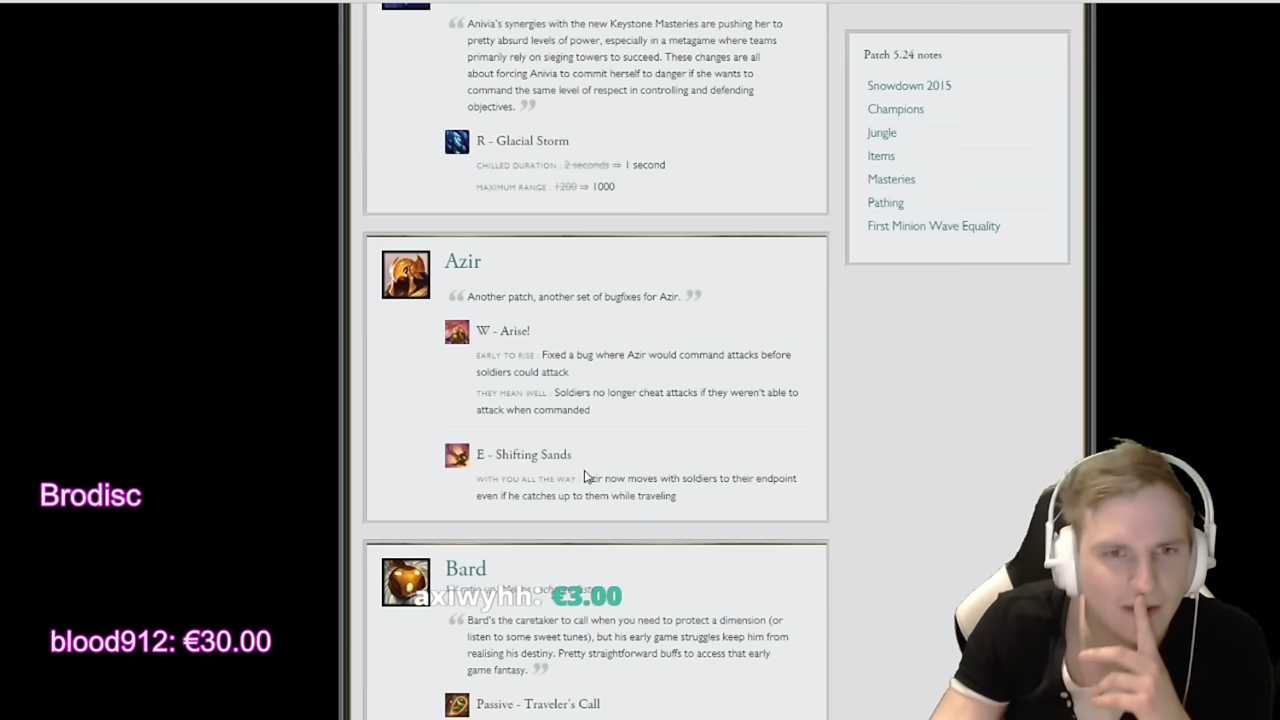 Anivia's synergies with the new Keystone Masteries are pushing her to
pretty absurd levels of power, especially in a metagame where teams
primarily rely on sieging towers to succeed. These changes are all
about forcing Anivia to commit herself to danger if she wants to
command the same level of respect in controlling and defending
objectives.
R - Glacial Storm
CHILLED DURATION : 2 seconds ⇒ 1 second
MAXIMUM RANGE : 1200 ⇒ 1000
Azir
Another patch, another set of bugfixes for Azir.
W - Arise!
EARLY TO RISE : Fixed a bug where Azir would command attacks before
soldiers could attack
THEY MEAN WELL : Soldiers no longer cheat attacks if they weren't able to
attack when commanded
E - Shifting Sands
WITH YOU ALL THE WAY : Azir now moves with soldiers to their endpoint
even if he catches up to them while traveling
Bard
axiwyhh: €3.00
Bard's the caretaker to call when you need to protect a dimension (or
listen to some sweet tunes), but his early game struggles keep him from
realising his destiny. Pretty straightforward buffs to access that early
game fantasy.
Passive - Traveler's Call
Patch 5.24 notes
Snowdown 2015
Champions
Jungle
Items
Masteries
Pathing
First Minion Wave Equality
Brodisc
blood912: €30.00